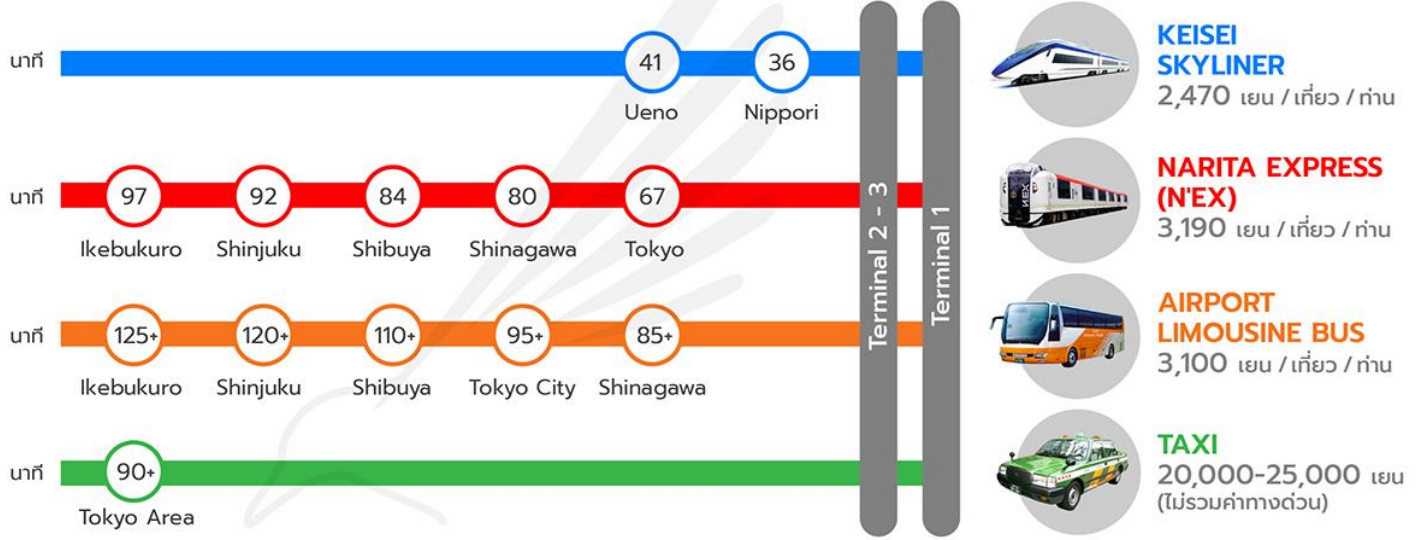 นาที
41
36
Ueno
Nippori
KEISEI
SKYLINER
2,470 เยน / เที่ยว / ท่าน
นาที
97
92
84
80
67
Ikebukuro
Shinjuku
Shibuya
Shinagawa
Tokyo
NARITA EXPRESS
(N'EX)
3,190 เยน / เที่ยว / ท่าน
นาที
125+
120+
110+
95+
85+
Ikebukuro
Shinjuku
Shibuya
Tokyo City
Shinagawa
AIRPORT
LIMOUSINE BUS
3,100 เยน / เที่ยว / ท่าน
นาที
90+
Tokyo Area
TAXI
20,000-25,000 เยน
(ไม่รวมค่าทางด่วน)
Terminal 2 - 3
Terminal 1
N'EX